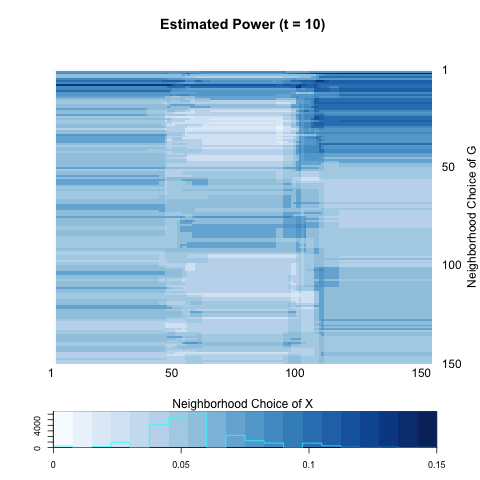 Estimated Power (t = 10)
1
50
100
150
Neighborhood Choice of G
1 50 100 150
Neighborhood Choice of X
0 2000 4000
0 0.05 0.1 0.15